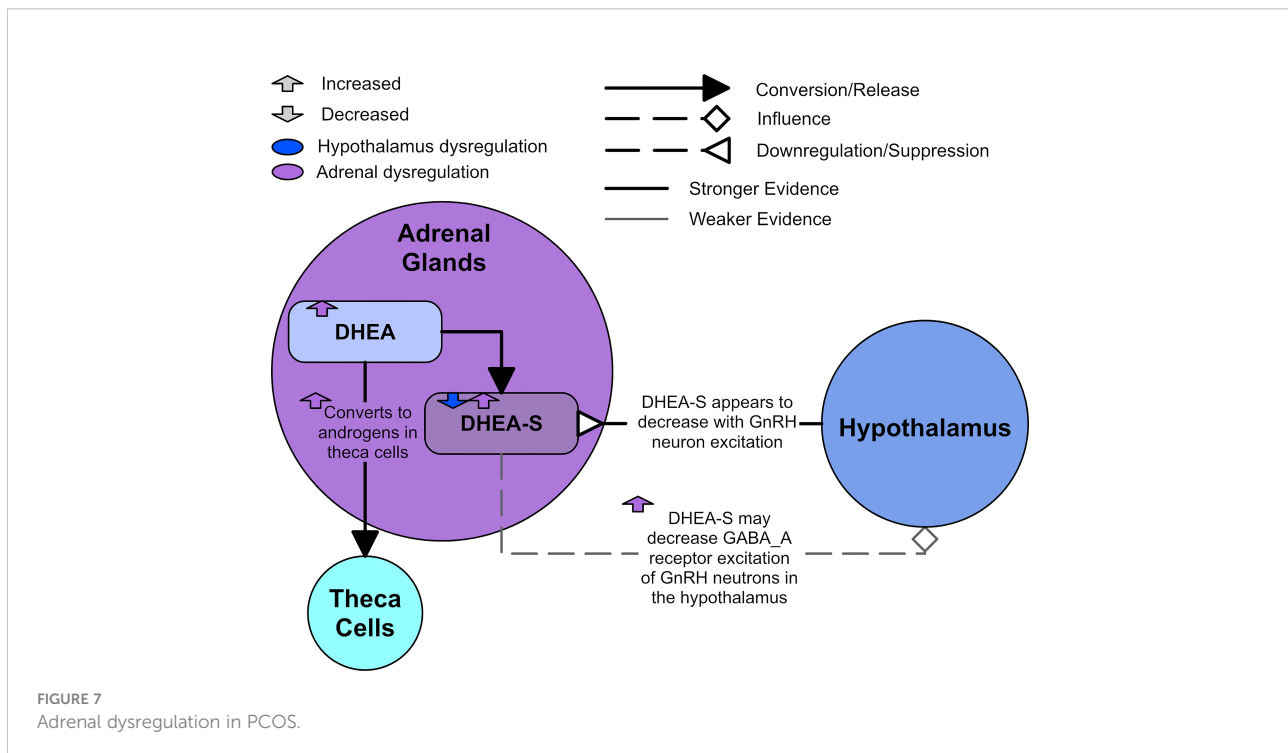 Increased
Decreased
Hypothalamus dysregulation
Adrenal dysregulation
Conversion/Release
Influence
Downregulation/Suppression
Stronger Evidence
Weaker Evidence
Adrenal
Glands
DHEA
Converts to
androgens in
theca cells
DHEA-S
DHEA-S appears to
decrease with GnRH
neuron excitation
Hypothalamus
DHEA-S may
decrease GABA_A
receptor excitation
of GnRH neutrons in
the hypothalamus
Theca
Cells
FIGURE 7
Adrenal dysregulation in PCOS.